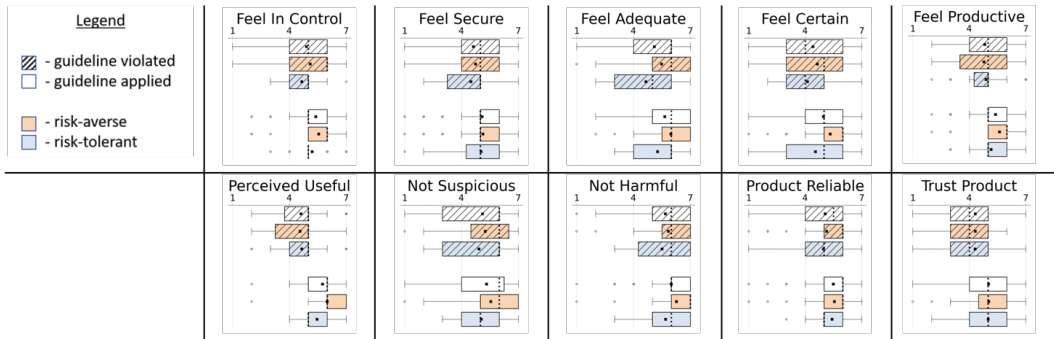 Legend
- guideline violated
- guideline applied
- risk-averse
- risk-tolerant
Feel In Control
1 4 7
Feel Secure
1 4 7
Feel Adequate
1 4 7
Feel Certain
1 4 7
Feel Productive
1 4 7
Perceived Useful
1 4 7
Not Suspicious
1 4 7
Not Harmful
1 4 7
Product Reliable
1 4 7
Trust Product
1 4 7